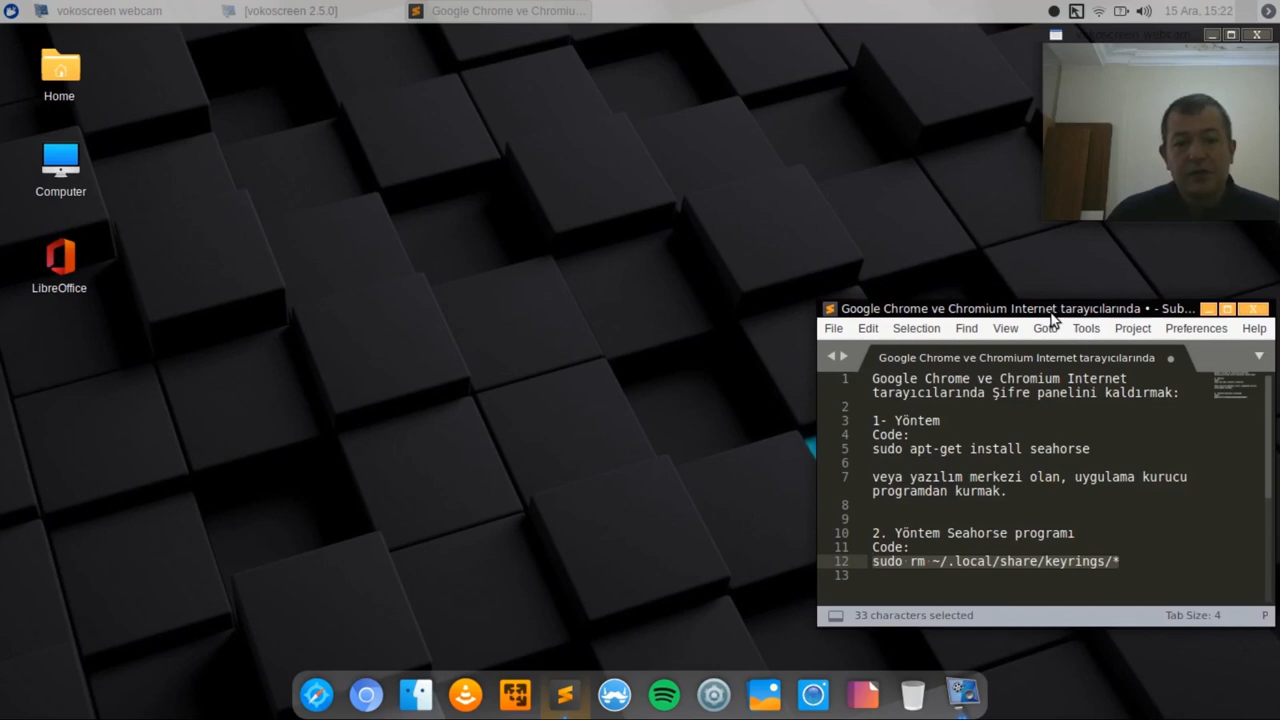 vokoscreen webcam
[vokoscreen 2.5.0]
Google Chrome ve Chromiu...
15 Ara, 15:22
vokoscreen webcam
Home
Computer
LibreOffice
Google Chrome ve Chromium Internet tarayıcılarında • - Sub...
File Edit Selection Find View Goto Tools Project Preferences Help
Google Chrome ve Chromium Internet tarayıcılarında
1 Google Chrome ve Chromium Internet
tarayıcılarında Şifre panelini kaldırmak:
2
3 1- Yöntem
4 Code:
5 sudo apt-get install seahorse
6
7 veya yazılım merkezi olan, uygulama kurucu
programdan kurmak.
8
9
10 2. Yöntem Seahorse programı
11 Code:
12 sudo rm ~/.local/share/keyrings/*
13
33 characters selected
Tab Size: 4
P